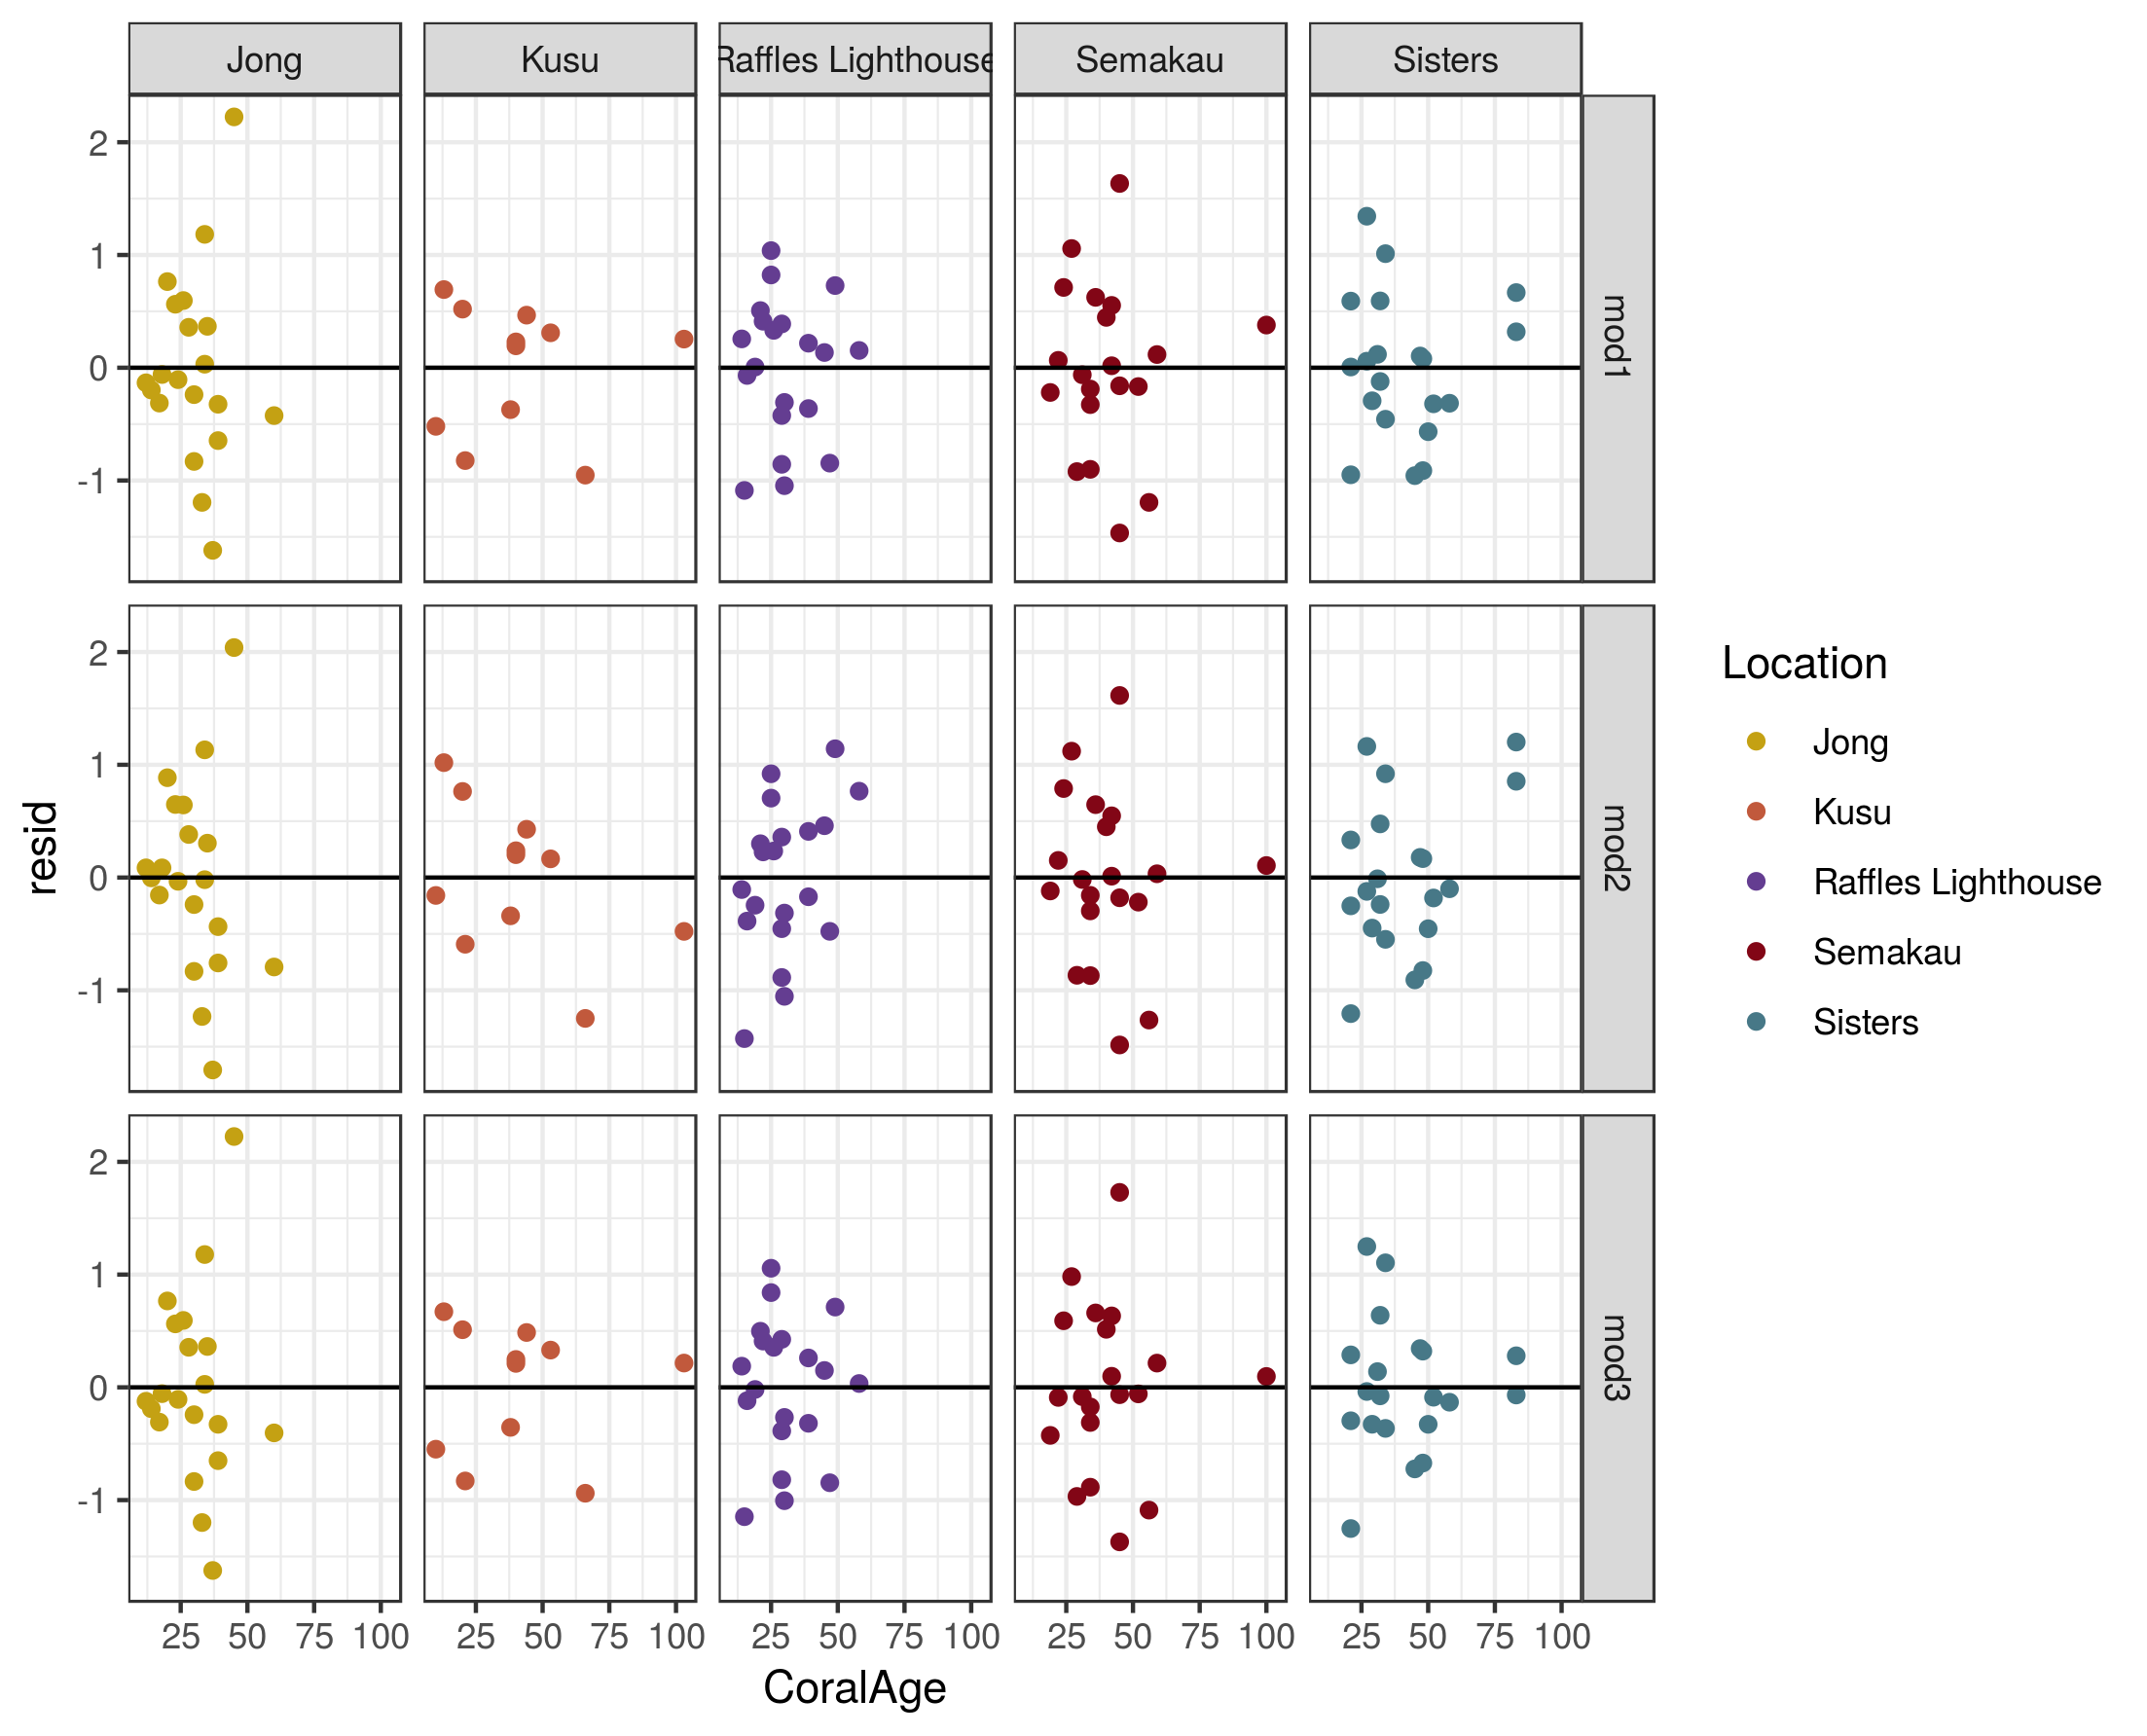 Jong Kusu Raffles Lighthouse Semakau Sisters
2
1
0
-1
mod1
2
1
0
-1
mod2
2
1
0
-1
mod3
25 50 75 100 25 50 75 100 25 50 75 100 25 50 75 100 25 50 75 100
CoralAge
resid
Location
Jong
Kusu
Raffles Lighthouse
Semakau
Sisters